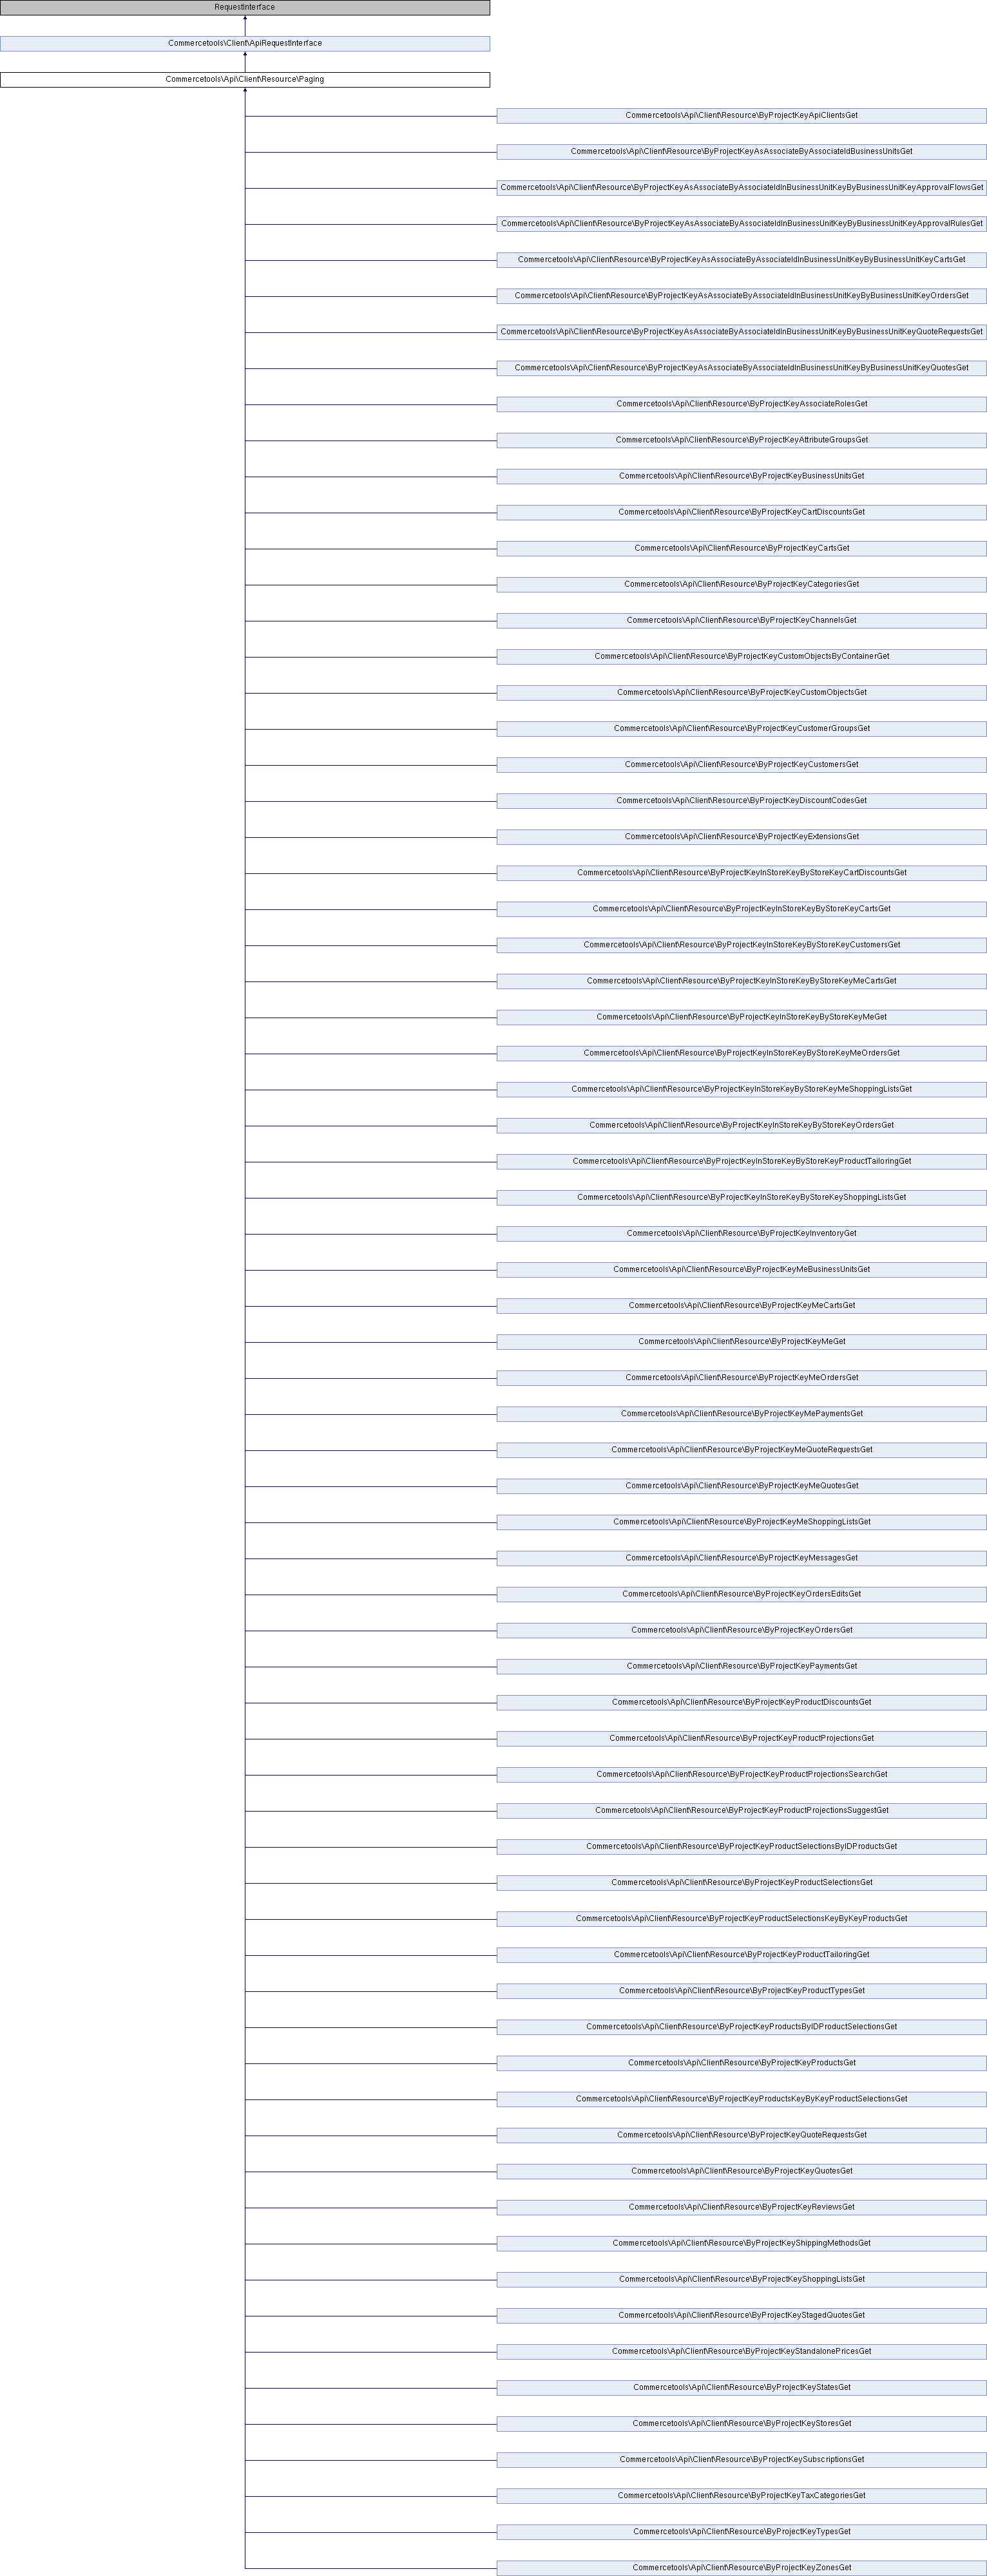 RequestInterface
Commercetools\Client\ApiRequestInterface
Commercetools\Api\Client\Resource\Paging
Commercetools\Api\Client\Resource\ByProjectKeyApiClientsGet
Commercetools\Api\Client\Resource\ByProjectKeyAsAssociateByAssociateIdBusinessUnitsGet
Commercetools\Api\Client\Resource\ByProjectKeyAsAssociateByAssociateIdInBusinessUnitKeyByBusinessUnitKeyApprovalFlowsGet
Commercetools\Api\Client\Resource\ByProjectKeyAsAssociateByAssociateIdInBusinessUnitKeyByBusinessUnitKeyApprovalRulesGet
Commercetools\Api\Client\Resource\ByProjectKeyAsAssociateByAssociateIdInBusinessUnitKeyByBusinessUnitKeyCartsGet
Commercetools\Api\Client\Resource\ByProjectKeyAsAssociateByAssociateIdInBusinessUnitKeyByBusinessUnitKeyOrdersGet
Commercetools\Api\Client\Resource\ByProjectKeyAsAssociateByAssociateIdInBusinessUnitKeyByBusinessUnitKeyQuoteRequestsGet
Commercetools\Api\Client\Resource\ByProjectKeyAsAssociateByAssociateIdInBusinessUnitKeyByBusinessUnitKeyQuotesGet
Commercetools\Api\Client\Resource\ByProjectKeyAssociateRolesGet
Commercetools\Api\Client\Resource\ByProjectKeyAttributeGroupsGet
Commercetools\Api\Client\Resource\ByProjectKeyBusinessUnitsGet
Commercetools\Api\Client\Resource\ByProjectKeyCartDiscountsGet
Commercetools\Api\Client\Resource\ByProjectKeyCartsGet
Commercetools\Api\Client\Resource\ByProjectKeyCategoriesGet
Commercetools\Api\Client\Resource\ByProjectKeyChannelsGet
Commercetools\Api\Client\Resource\ByProjectKeyCustomObjectsByContainerGet
Commercetools\Api\Client\Resource\ByProjectKeyCustomObjectsGet
Commercetools\Api\Client\Resource\ByProjectKeyCustomerGroupsGet
Commercetools\Api\Client\Resource\ByProjectKeyCustomersGet
Commercetools\Api\Client\Resource\ByProjectKeyDiscountCodesGet
Commercetools\Api\Client\Resource\ByProjectKeyExtensionsGet
Commercetools\Api\Client\Resource\ByProjectKeyInStoreKeyByStoreKeyCartDiscountsGet
Commercetools\Api\Client\Resource\ByProjectKeyInStoreKeyByStoreKeyCartsGet
Commercetools\Api\Client\Resource\ByProjectKeyInStoreKeyByStoreKeyCustomersGet
Commercetools\Api\Client\Resource\ByProjectKeyInStoreKeyByStoreKeyMeCartsGet
Commercetools\Api\Client\Resource\ByProjectKeyInStoreKeyByStoreKeyMeGet
Commercetools\Api\Client\Resource\ByProjectKeyInStoreKeyByStoreKeyMeOrdersGet
Commercetools\Api\Client\Resource\ByProjectKeyInStoreKeyByStoreKeyMeShoppingListsGet
Commercetools\Api\Client\Resource\ByProjectKeyInStoreKeyByStoreKeyOrdersGet
Commercetools\Api\Client\Resource\ByProjectKeyInStoreKeyByStoreKeyProductTailoringGet
Commercetools\Api\Client\Resource\ByProjectKeyInStoreKeyByStoreKeyShoppingListsGet
Commercetools\Api\Client\Resource\ByProjectKeyInventoryGet
Commercetools\Api\Client\Resource\ByProjectKeyMeBusinessUnitsGet
Commercetools\Api\Client\Resource\ByProjectKeyMeCartsGet
Commercetools\Api\Client\Resource\ByProjectKeyMeGet
Commercetools\Api\Client\Resource\ByProjectKeyMeOrdersGet
Commercetools\Api\Client\Resource\ByProjectKeyMePaymentsGet
Commercetools\Api\Client\Resource\ByProjectKeyMeQuoteRequestsGet
Commercetools\Api\Client\Resource\ByProjectKeyMeQuotesGet
Commercetools\Api\Client\Resource\ByProjectKeyMeShoppingListsGet
Commercetools\Api\Client\Resource\ByProjectKeyMessagesGet
Commercetools\Api\Client\Resource\ByProjectKeyOrdersEditsGet
Commercetools\Api\Client\Resource\ByProjectKeyOrdersGet
Commercetools\Api\Client\Resource\ByProjectKeyPaymentsGet
Commercetools\Api\Client\Resource\ByProjectKeyProductDiscountsGet
Commercetools\Api\Client\Resource\ByProjectKeyProductProjectionsGet
Commercetools\Api\Client\Resource\ByProjectKeyProductProjectionsSearchGet
Commercetools\Api\Client\Resource\ByProjectKeyProductProjectionsSuggestGet
Commercetools\Api\Client\Resource\ByProjectKeyProductSelectionsByIDProductsGet
Commercetools\Api\Client\Resource\ByProjectKeyProductSelectionsGet
Commercetools\Api\Client\Resource\ByProjectKeyProductSelectionsKeyByKeyProductsGet
Commercetools\Api\Client\Resource\ByProjectKeyProductTailoringGet
Commercetools\Api\Client\Resource\ByProjectKeyProductTypesGet
Commercetools\Api\Client\Resource\ByProjectKeyProductsByIDProductSelectionsGet
Commercetools\Api\Client\Resource\ByProjectKeyProductsGet
Commercetools\Api\Client\Resource\ByProjectKeyProductsKeyByKeyProductSelectionsGet
Commercetools\Api\Client\Resource\ByProjectKeyQuoteRequestsGet
Commercetools\Api\Client\Resource\ByProjectKeyQuotesGet
Commercetools\Api\Client\Resource\ByProjectKeyReviewsGet
Commercetools\Api\Client\Resource\ByProjectKeyShippingMethodsGet
Commercetools\Api\Client\Resource\ByProjectKeyShoppingListsGet
Commercetools\Api\Client\Resource\ByProjectKeyStagedQuotesGet
Commercetools\Api\Client\Resource\ByProjectKeyStandalonePricesGet
Commercetools\Api\Client\Resource\ByProjectKeyStatesGet
Commercetools\Api\Client\Resource\ByProjectKeyStoresGet
Commercetools\Api\Client\Resource\ByProjectKeySubscriptionsGet
Commercetools\Api\Client\Resource\ByProjectKeyTaxCategoriesGet
Commercetools\Api\Client\Resource\ByProjectKeyTypesGet
Commercetools\Api\Client\Resource\ByProjectKeyZonesGet